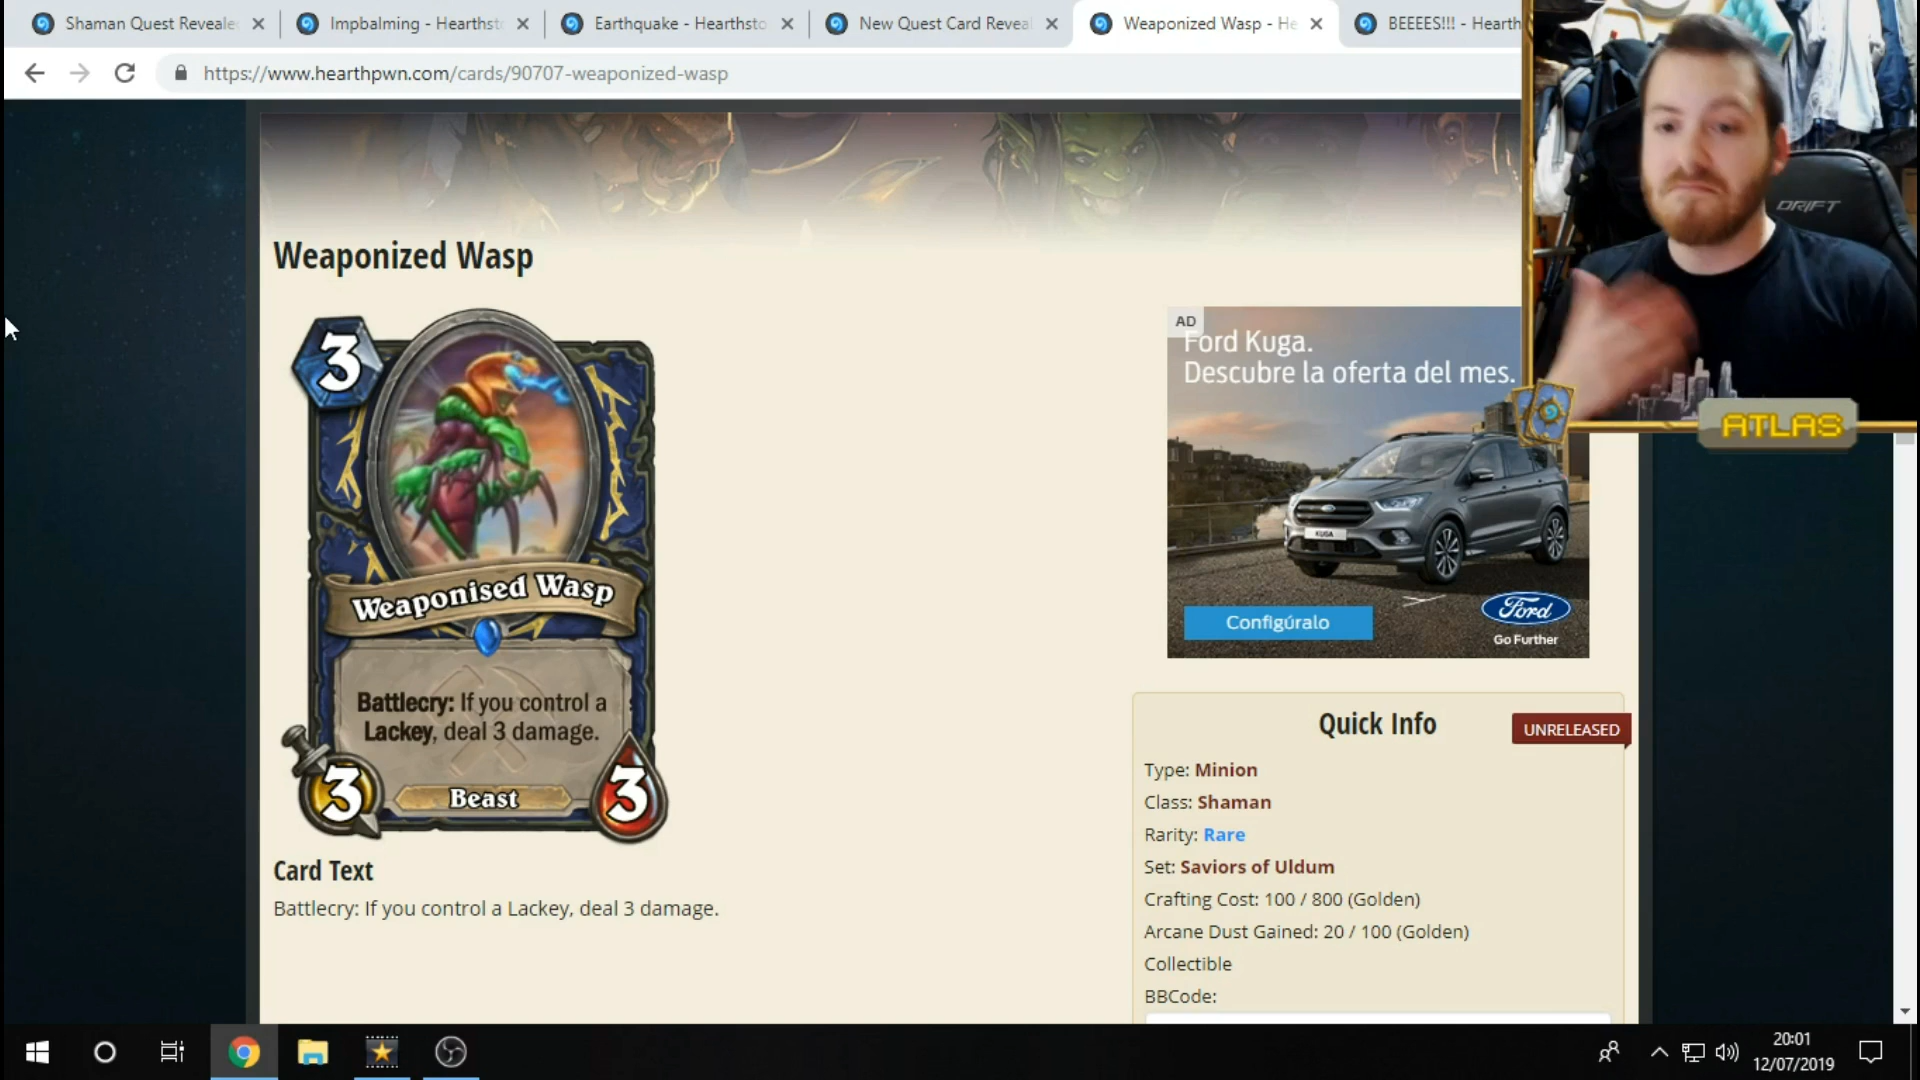 Shaman Quest Reveale
Impbalming - Hearthst
Earthquake - Hearthsto
New Quest Card Revea
Weaponized Wasp - He
BEEEES!!! - Hearth
https://www.hearthpwn.com/cards/90707-weaponized-wasp
DRIFT
ATLAS
Weaponized Wasp
3
Weaponised Wasp
Battlecry: If you control a
Lackey, deal 3 damage.
3
Beast
3
AD
Ford Kuga.
Descubre la oferta del mes.
KUGA
Configúralo
Ford
Go Further
Card Text
Battlecry: If you control a Lackey, deal 3 damage.
Quick Info
UNRELEASED
Type: Minion
Class: Shaman
Rarity: Rare
Set: Saviors of Uldum
Crafting Cost: 100 / 800 (Golden)
Arcane Dust Gained: 20 / 100 (Golden)
Collectible
BBCode:
20:01
12/07/2019